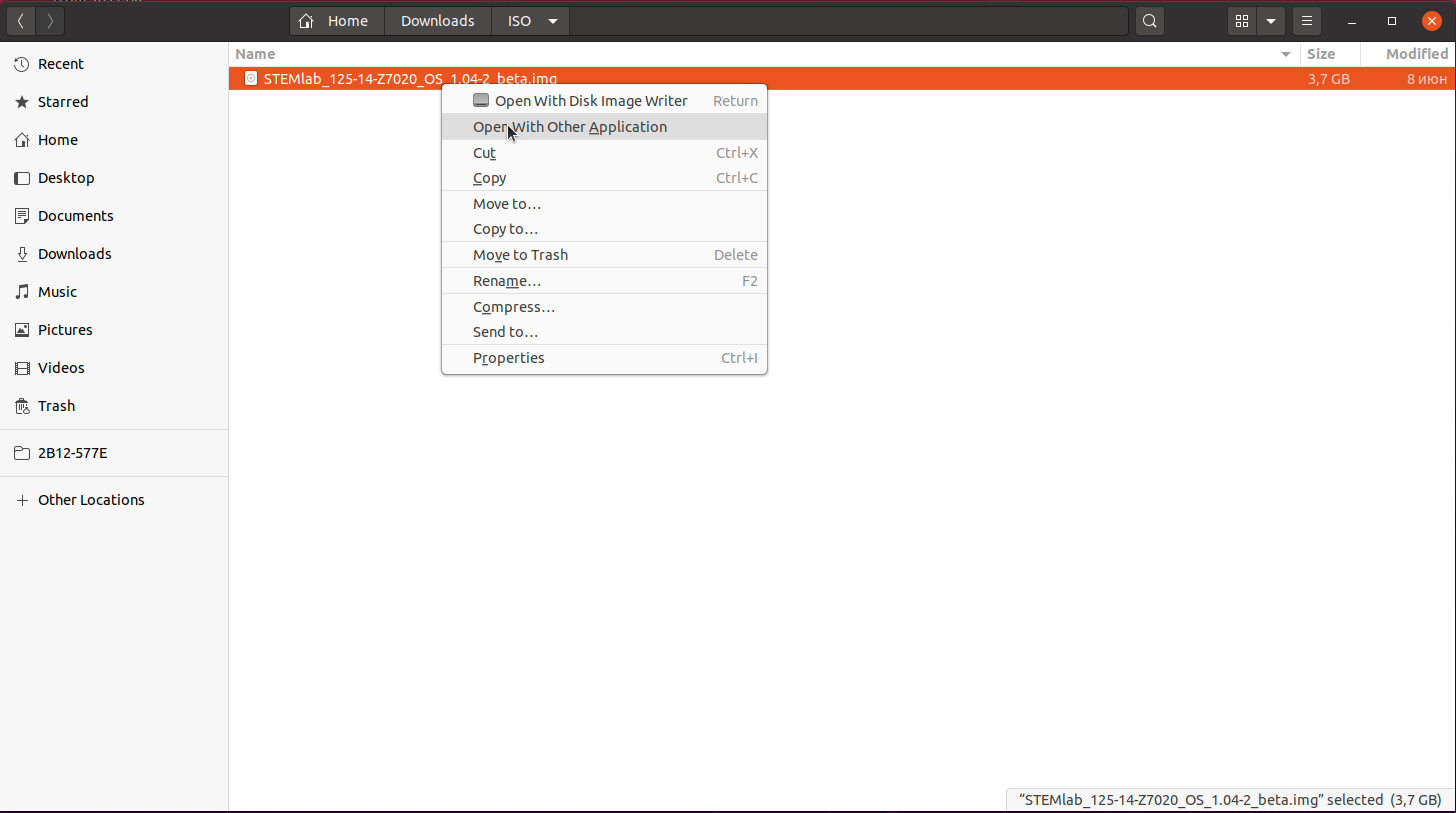 Home Downloads ISO
Name Size Modified
STEMlab_125-14-Z7020_OS_1.04-2_beta.img 3,7 GB 8 июн
Recent
Starred
Home
Desktop
Documents
Downloads
Music
Pictures
Videos
Trash
2B12-577E
Other Locations
Open With Disk Image Writer Return
Open With Other Application
Cut Ctrl+X
Copy Ctrl+C
Move to…
Copy to…
Move to Trash Delete
Rename… F2
Compress…
Send to…
Properties Ctrl+I
“STEMlab_125-14-Z7020_OS_1.04-2_beta.img” selected (3,7 GB)